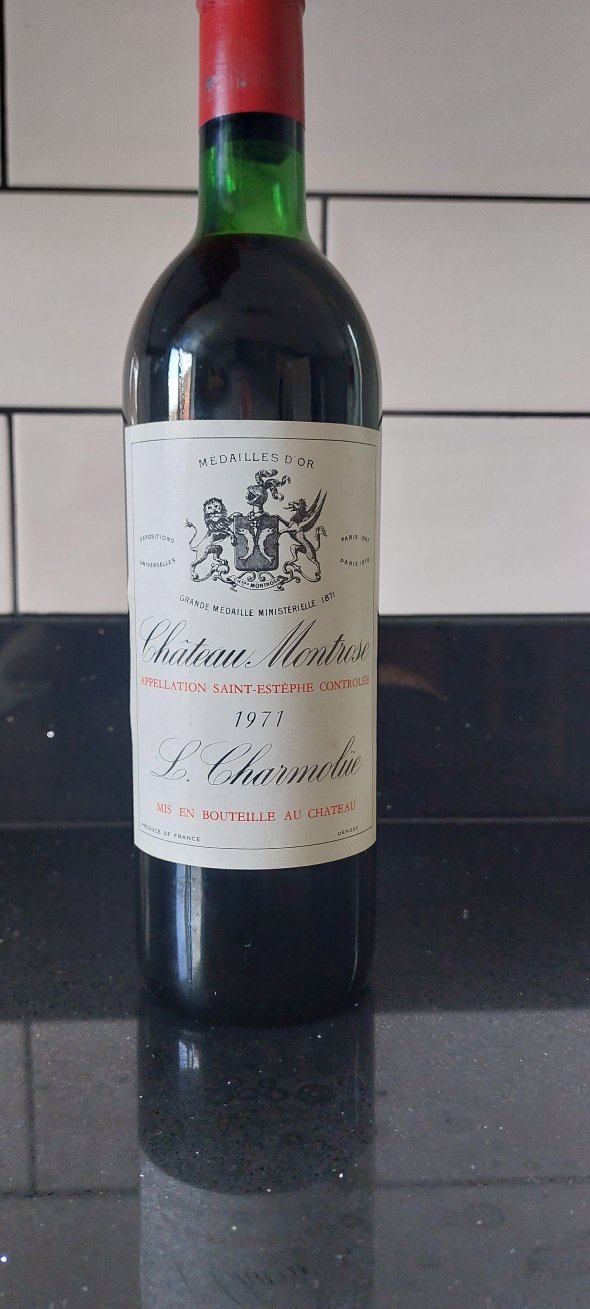 MÉDAILLES D'OR
EXPOSITIONS
UNIVERSELLES
PARIS 1867
PARIS 1878
MONTROSE
GRANDE MÉDAILLE MINISTÉRIELLE 1871
Château Montrose
APPELLATION SAINT-ESTÈPHE CONTROLÉE
1971
L. Charmolüe
MIS EN BOUTEILLE AU CHATEAU
PRODUCE OF FRANCE
DÉPOSÉ